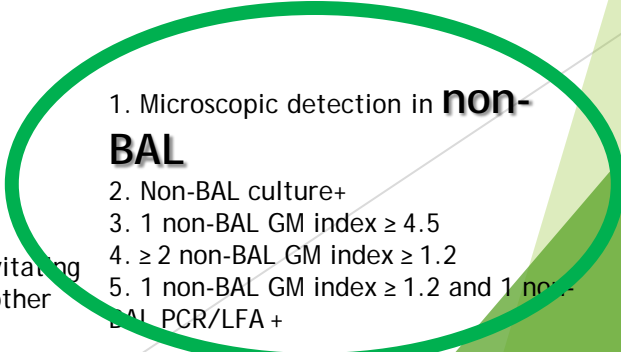 1. Microscopic detection in non-
BAL
2. Non-BAL culture+
3. 1 non-BAL GM index ≥ 4.5
4. ≥ 2 non-BAL GM index ≥ 1.2
5. 1 non-BAL GM index ≥ 1.2 and 1 non-
BAL PCR/LFA +